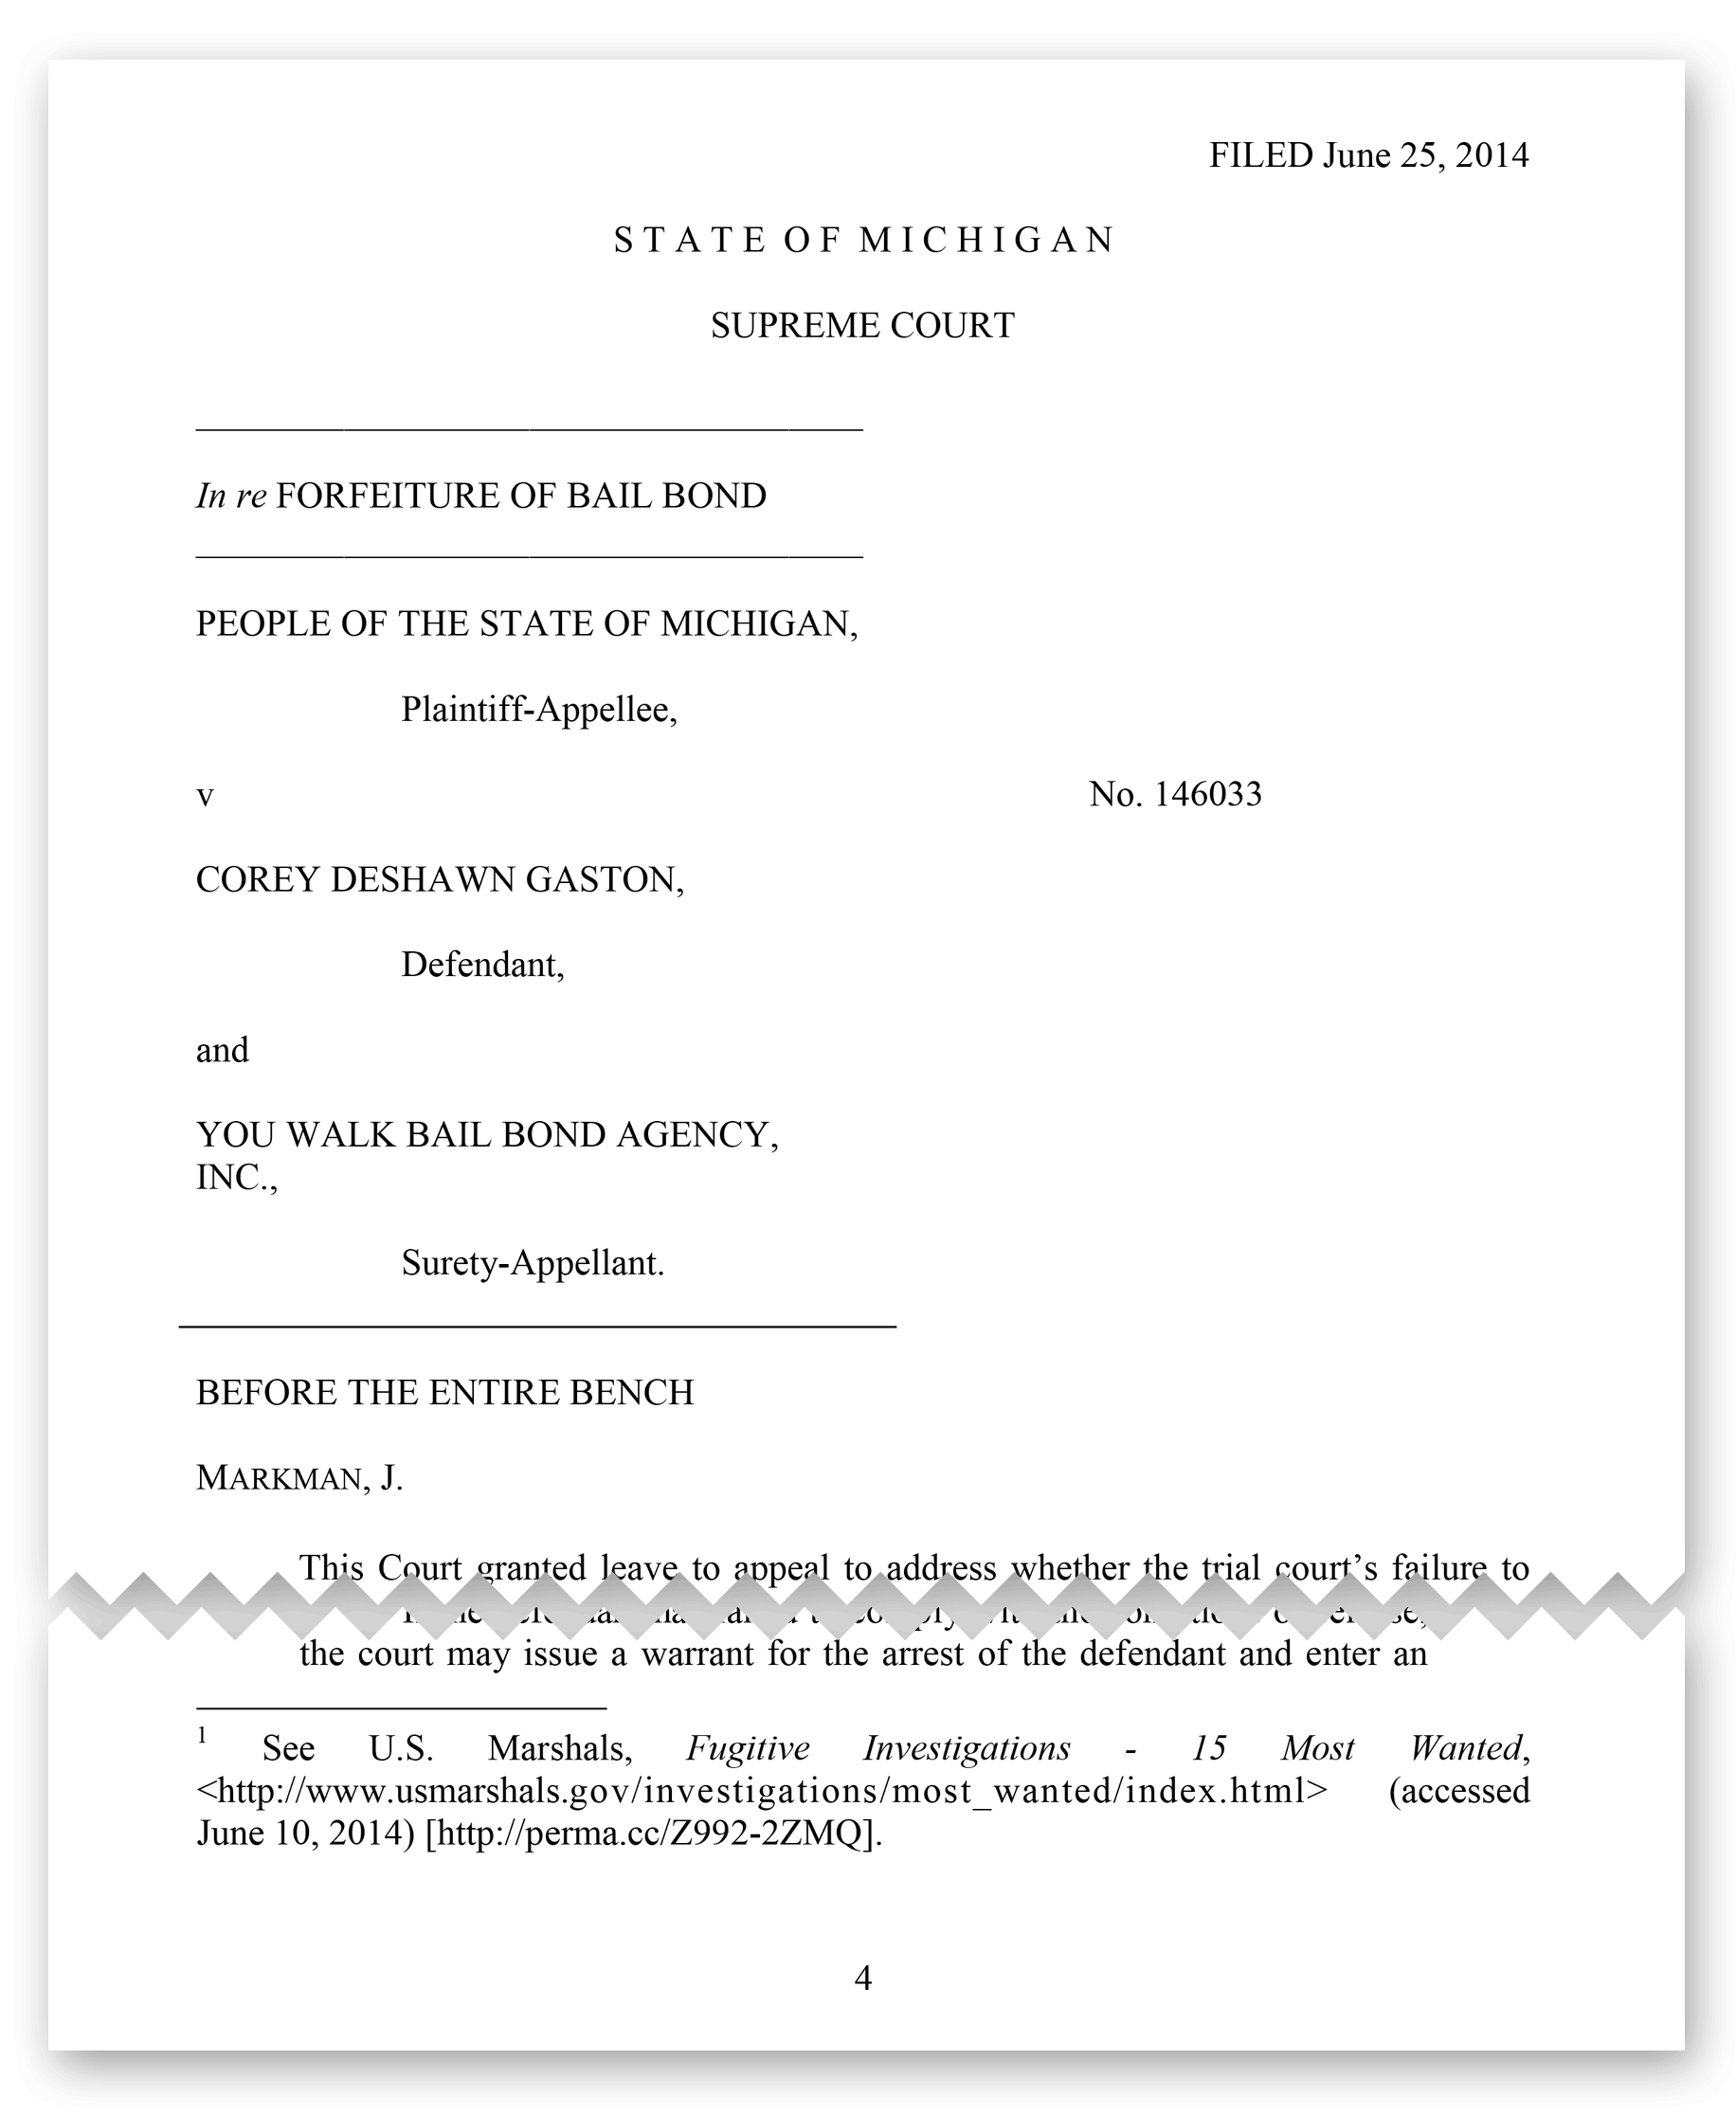 FILED June 25, 2014
STATE OF MICHIGAN
SUPREME COURT
In re FORFEITURE OF BAIL BOND
PEOPLE OF THE STATE OF MICHIGAN,
Plaintiff-Appellee,
v No. 146033
COREY DESHAWN GASTON,
Defendant,
and
YOU WALK BAIL BOND AGENCY,
INC.,
Surety-Appellant.
BEFORE THE ENTIRE BENCH
MARKMAN, J.
This Court granted leave to appeal to address whether the trial court’s failure to
the court may issue a warrant for the arrest of the defendant and enter an
1 See U.S. Marshals, Fugitive Investigations - 15 Most Wanted,
<http://www.usmarshals.gov/investigations/most_wanted/index.html> (accessed
June 10, 2014) [http://perma.cc/Z992-2ZMQ].
4